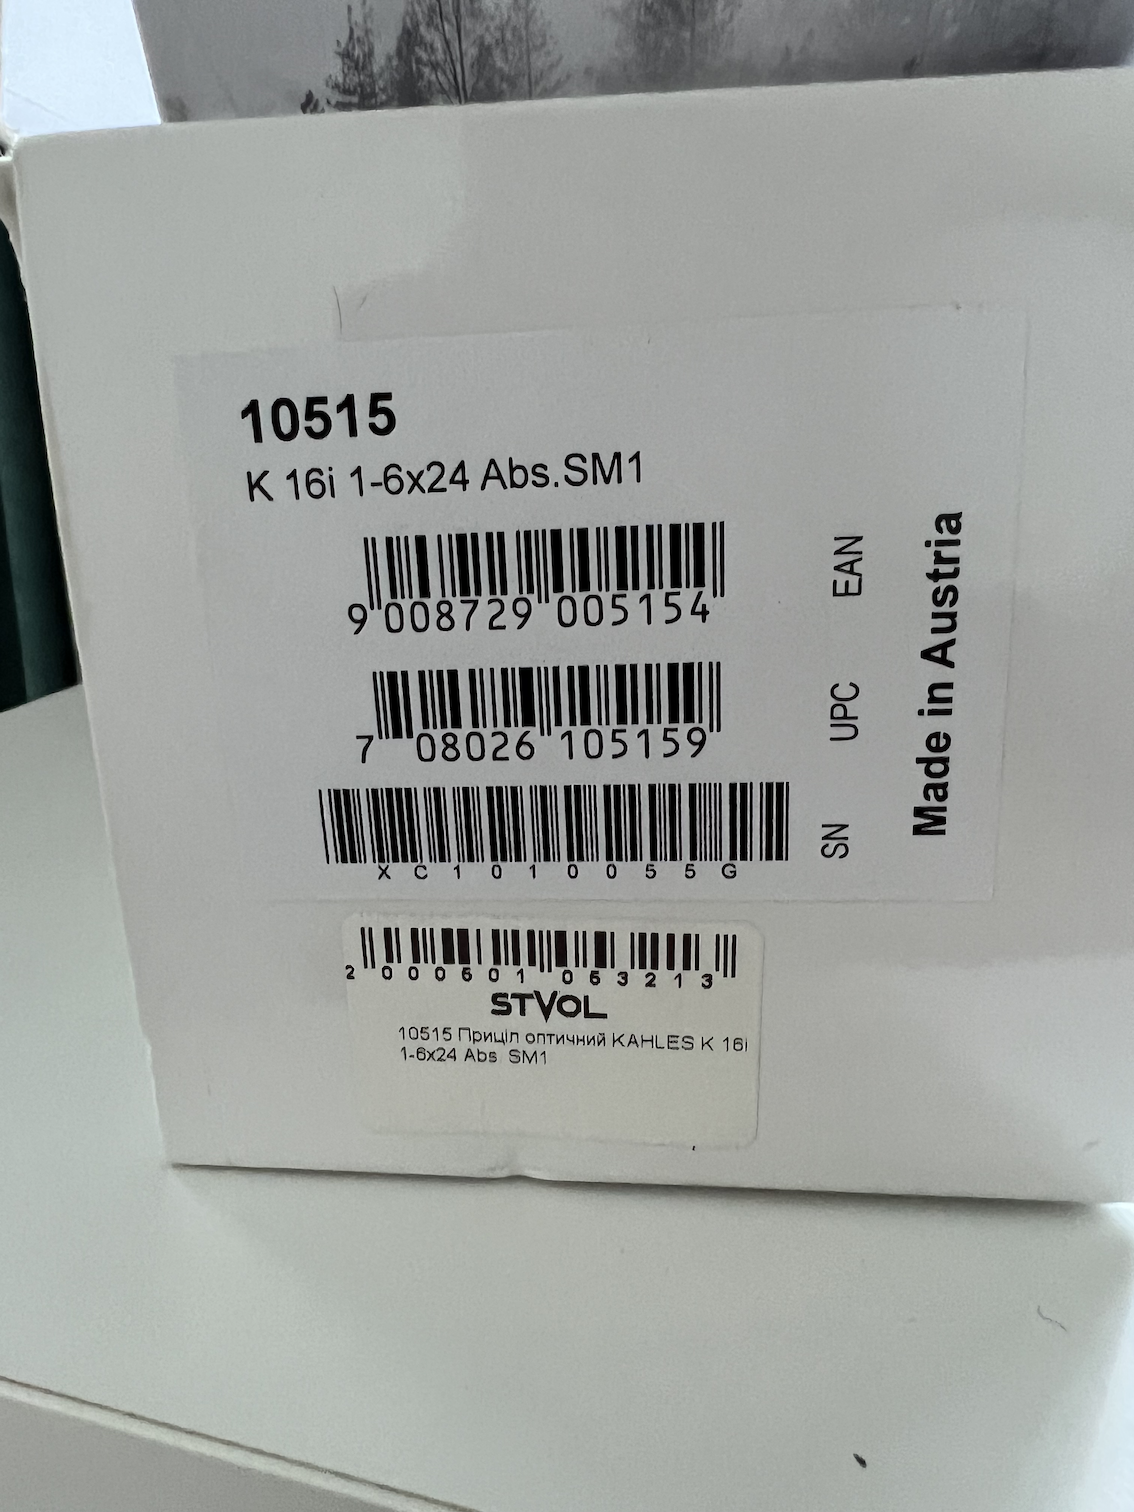 10515
K 16i 1-6x24 Abs.SM1
9 008729 005154
EAN
7 08026 105159
UPC
XC1010055G
SN
Made in Austria
2 000601 063213
STVOL
10515 Приціл оптичний KAHLES K 16i
1-6x24 Abs. SM1